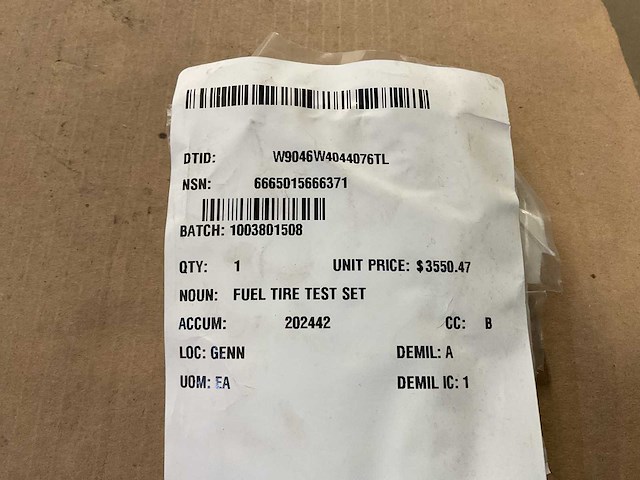 DTID: W9046W4044076TL
NSN: 6665015666371
BATCH: 1003801508
QTY: 1 UNIT PRICE: $3550.47
NOUN: FUEL TIRE TEST SET
ACCUM: 202442 CC: B
LOC: GENN DEMIL: A
UOM: EA DEMIL IC: 1